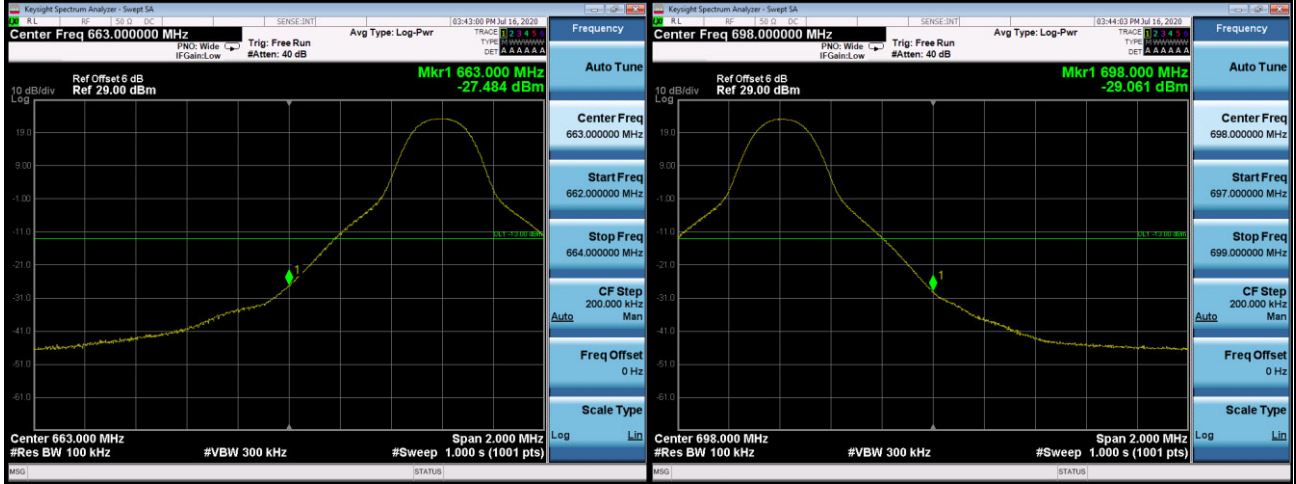 Keysight Spectrum Analyzer - Swept SA
RL RF 50 Ω DC SENSE:INT 03:43:00 PM Jul 16, 2020
Center Freq 663.000000 MHz
PNO: Wide
IFGain:Low
Trig: Free Run
#Atten: 40 dB
Avg Type: Log-Pwr
TRACE 1 2 3 4 5 6
TYPE MWWWWW
DET A A A A A A
Ref Offset 6 dB
Ref 29.00 dBm
10 dB/div
Log
Mkr1 663.000 MHz
-27.484 dBm
19.0
9.00
-1.00
-11.0
DL1 -13.00 dBm
-21.0
1
-31.0
-41.0
-51.0
-61.0
Center 663.000 MHz
Span 2.000 MHz
#Res BW 100 kHz
#VBW 300 kHz
#Sweep 1.000 s (1001 pts)
MSG
STATUS
Frequency
Auto Tune
Center Freq
663.000000 MHz
Start Freq
662.000000 MHz
Stop Freq
664.000000 MHz
CF Step
200.000 kHz
Auto Man
Freq Offset
0 Hz
Scale Type
Log Lin
Keysight Spectrum Analyzer - Swept SA
RL RF 50 Ω DC SENSE:INT 03:44:03 PM Jul 16, 2020
Center Freq 698.000000 MHz
PNO: Wide
IFGain:Low
Trig: Free Run
#Atten: 40 dB
Avg Type: Log-Pwr
TRACE 1 2 3 4 5 6
TYPE MWWWWW
DET A A A A A A
Ref Offset 6 dB
Ref 29.00 dBm
10 dB/div
Log
Mkr1 698.000 MHz
-29.061 dBm
19.0
9.00
-1.00
-11.0
DL1 -13.00 dBm
-21.0
1
-31.0
-41.0
-51.0
-61.0
Center 698.000 MHz
Span 2.000 MHz
#Res BW 100 kHz
#VBW 300 kHz
#Sweep 1.000 s (1001 pts)
MSG
STATUS
Frequency
Auto Tune
Center Freq
698.000000 MHz
Start Freq
697.000000 MHz
Stop Freq
699.000000 MHz
CF Step
200.000 kHz
Auto Man
Freq Offset
0 Hz
Scale Type
Log Lin